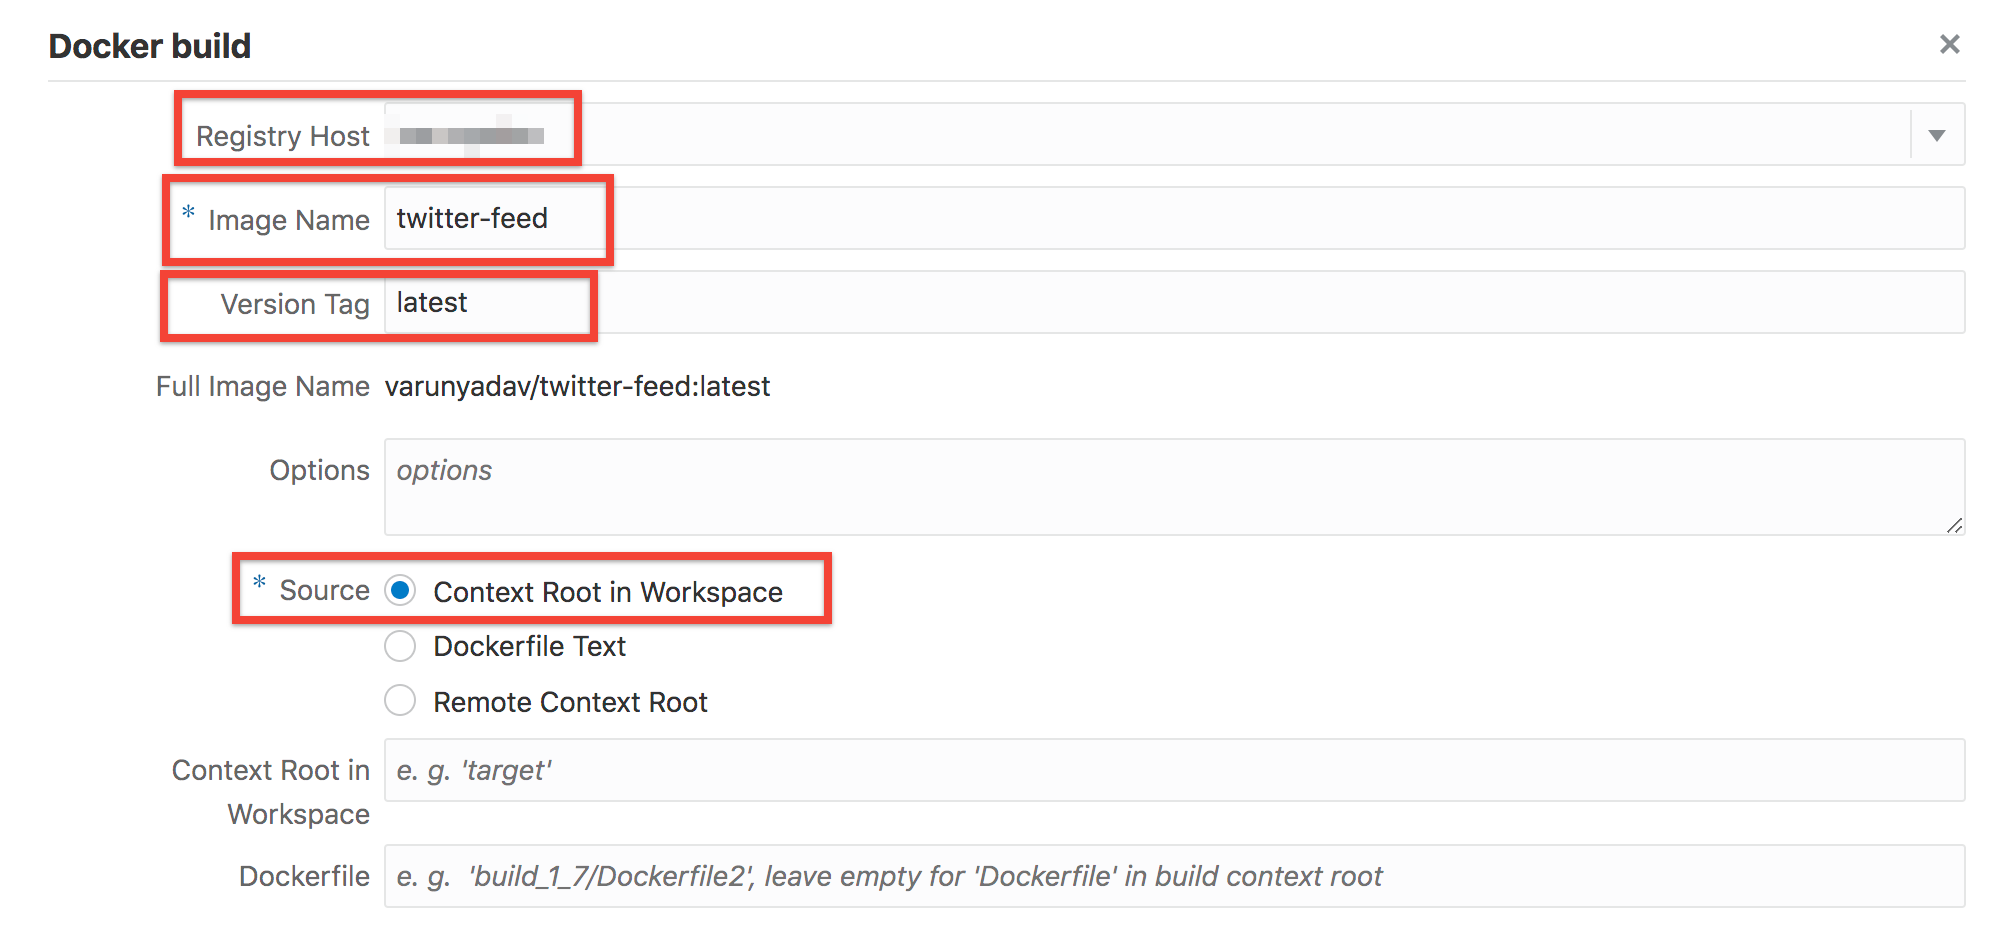 Docker build
Registry Host
* Image Name twitter-feed
Version Tag latest
Full Image Name varunyadav/twitter-feed:latest
Options options
* Source Context Root in Workspace
Dockerfile Text
Remote Context Root
Context Root in e. g. 'target'
Workspace
Dockerfile e. g. 'build_1_7/Dockerfile2', leave empty for 'Dockerfile' in build context root